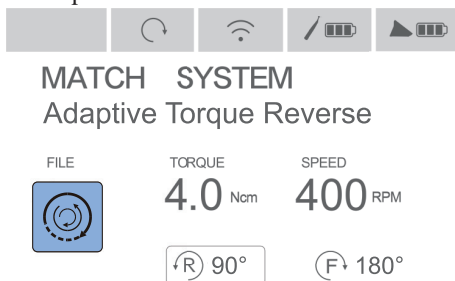 MATCH SYSTEM
Adaptive Torque Reverse
FILE TORQUE SPEED
4.0 Ncm 400 RPM
R 90° F 180°